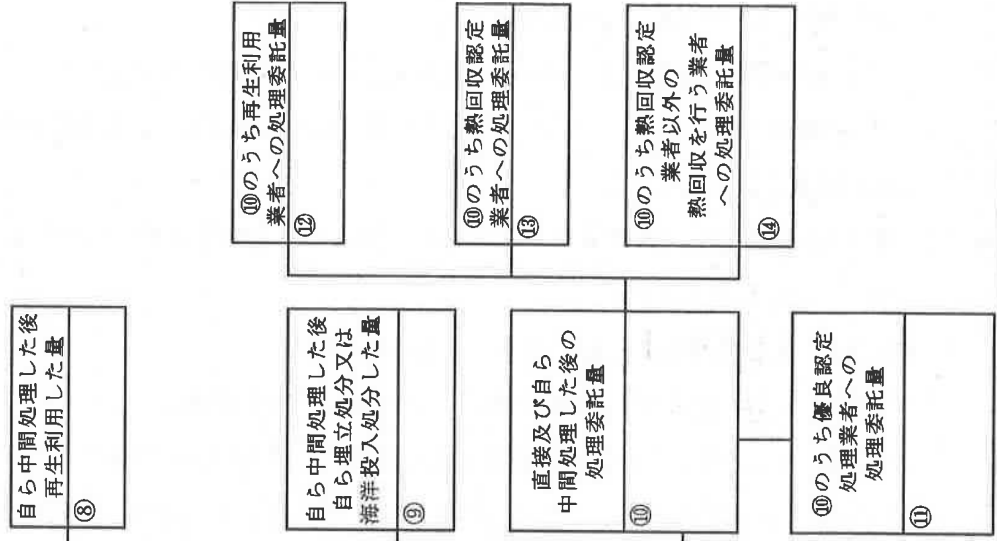 自ら中間処理した後
再生利用した量
⑧
自ら中間処理した後
自ら埋立処分又は
海洋投入処分した量
⑨
直接及び自ら
中間処理した後の
処理委託量
⑩
⑩のうち優良認定
処理業者への
処理委託量
⑪
⑩のうち再生利用
業者への処理委託量
⑫
⑩のうち熱回収認定
業者への処理委託量
⑬
⑩のうち熱回収認定
業者以外の
熱回収を行う業者
への処理委託量
⑭